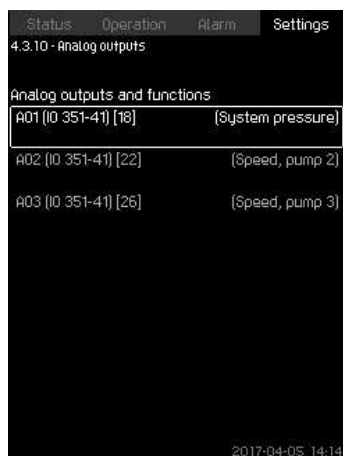 Status Operation Alarm Settings
4.3.10 - Analog outputs
Analog outputs and functions
AO1 (IO 351-41) [18] (System pressure)
AO2 (IO 351-41) [22] (Speed, pump 2)
AO3 (IO 351-41) [26] (Speed, pump 3)
2017-04-05 14:14